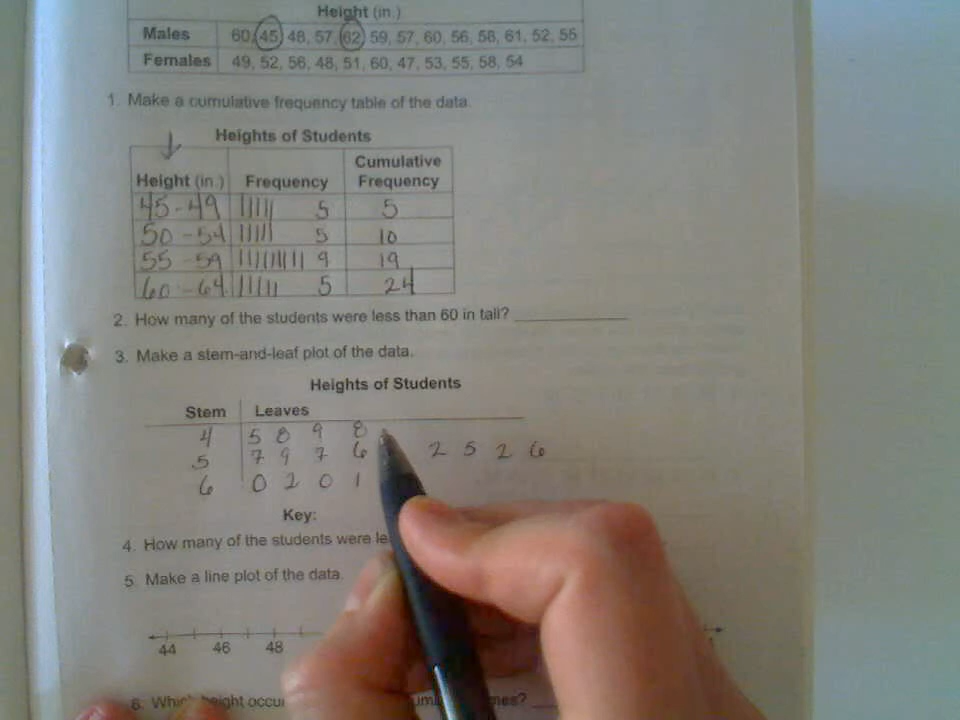 Height (in.)
Males 60, 45, 48, 57, 62, 59, 57, 60, 56, 58, 61, 52, 55
Females 49, 52, 56, 48, 51, 60, 47, 53, 55, 58, 54
1. Make a cumulative frequency table of the data.
Heights of Students
Height (in.) Frequency Cumulative Frequency
45 - 49 ||||| 5 5
50 - 54 ||||| 5 10
55 - 59 ||||||||| 9 19
60 - 64 ||||| 5 24
2. How many of the students were less than 60 in tall? ____________
3. Make a stem-and-leaf plot of the data.
Heights of Students
Stem Leaves
4 5 8 9 8
5 7 9 7 6 2 5 2 6
6 0 2 0 1
Key:
4. How many of the students were
5. Make a line plot of the data.
44 46 48
6. Which height